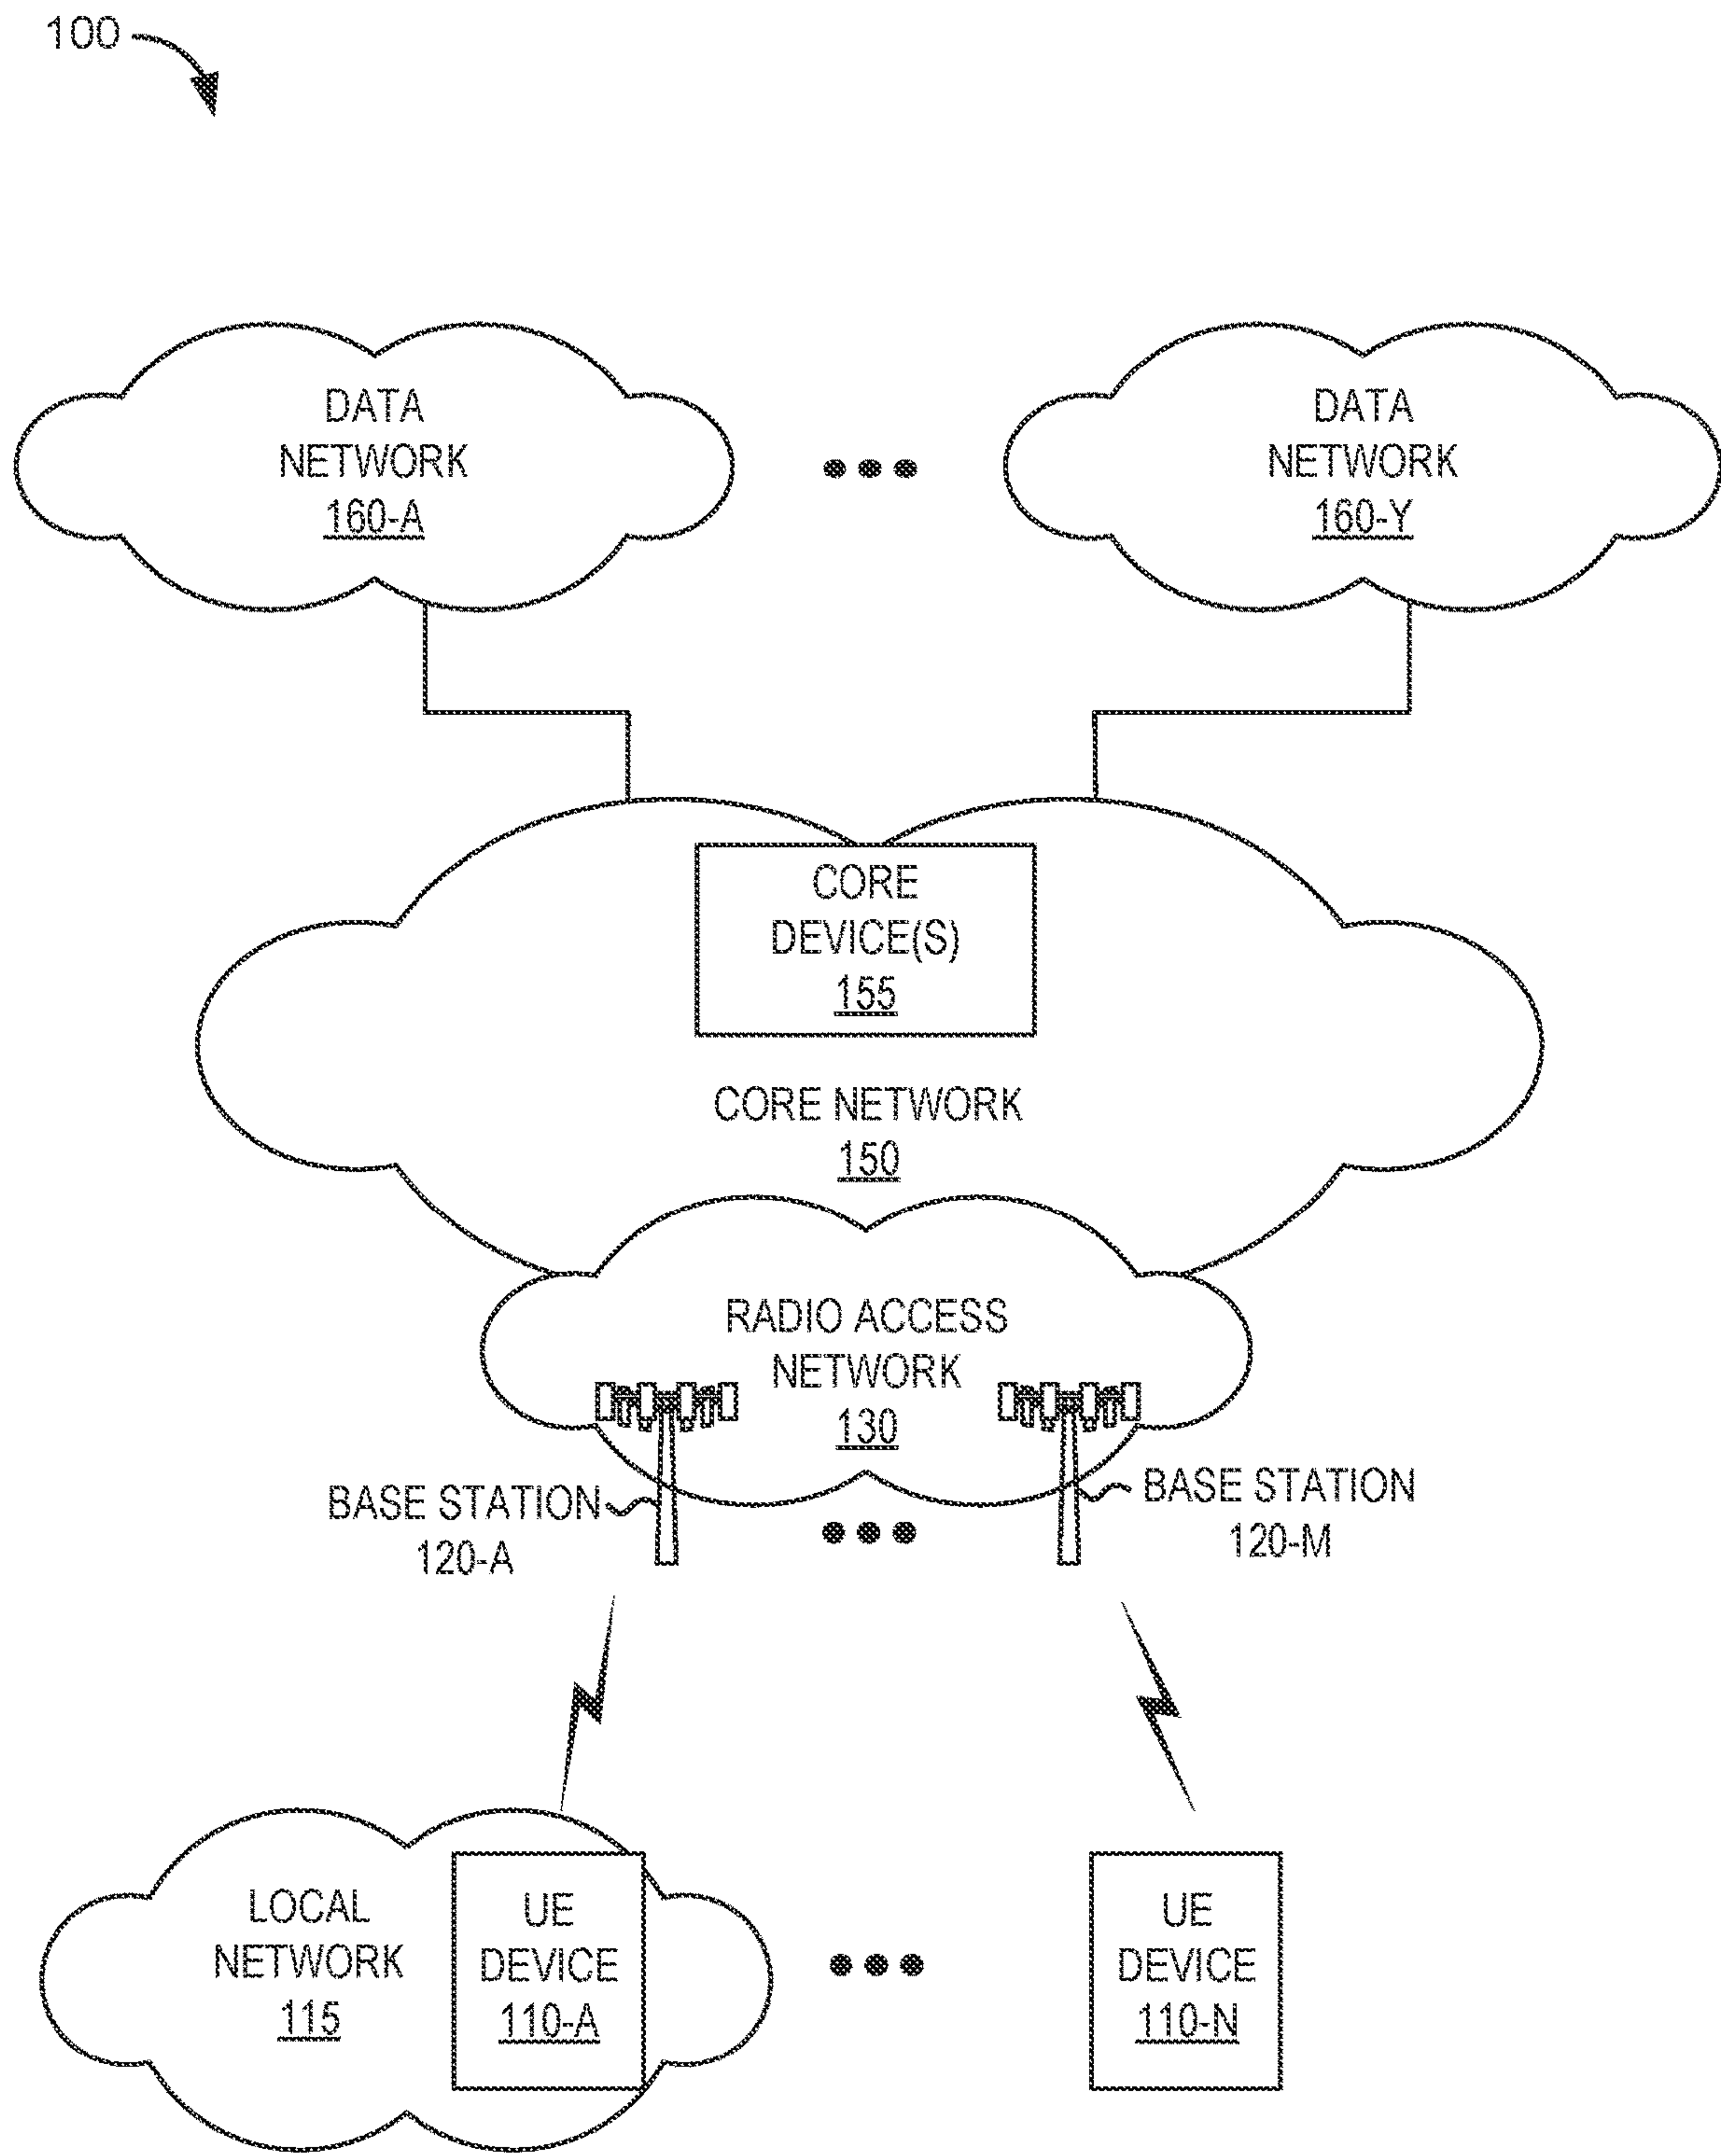 100
DATA
NETWORK
160-A
DATA
NETWORK
160-Y
CORE
DEVICE(S)
155
CORE NETWORK
150
RADIO ACCESS
NETWORK
130
BASE STATION
120-A
BASE STATION
120-M
LOCAL
NETWORK
115
UE
DEVICE
110-A
UE
DEVICE
110-N